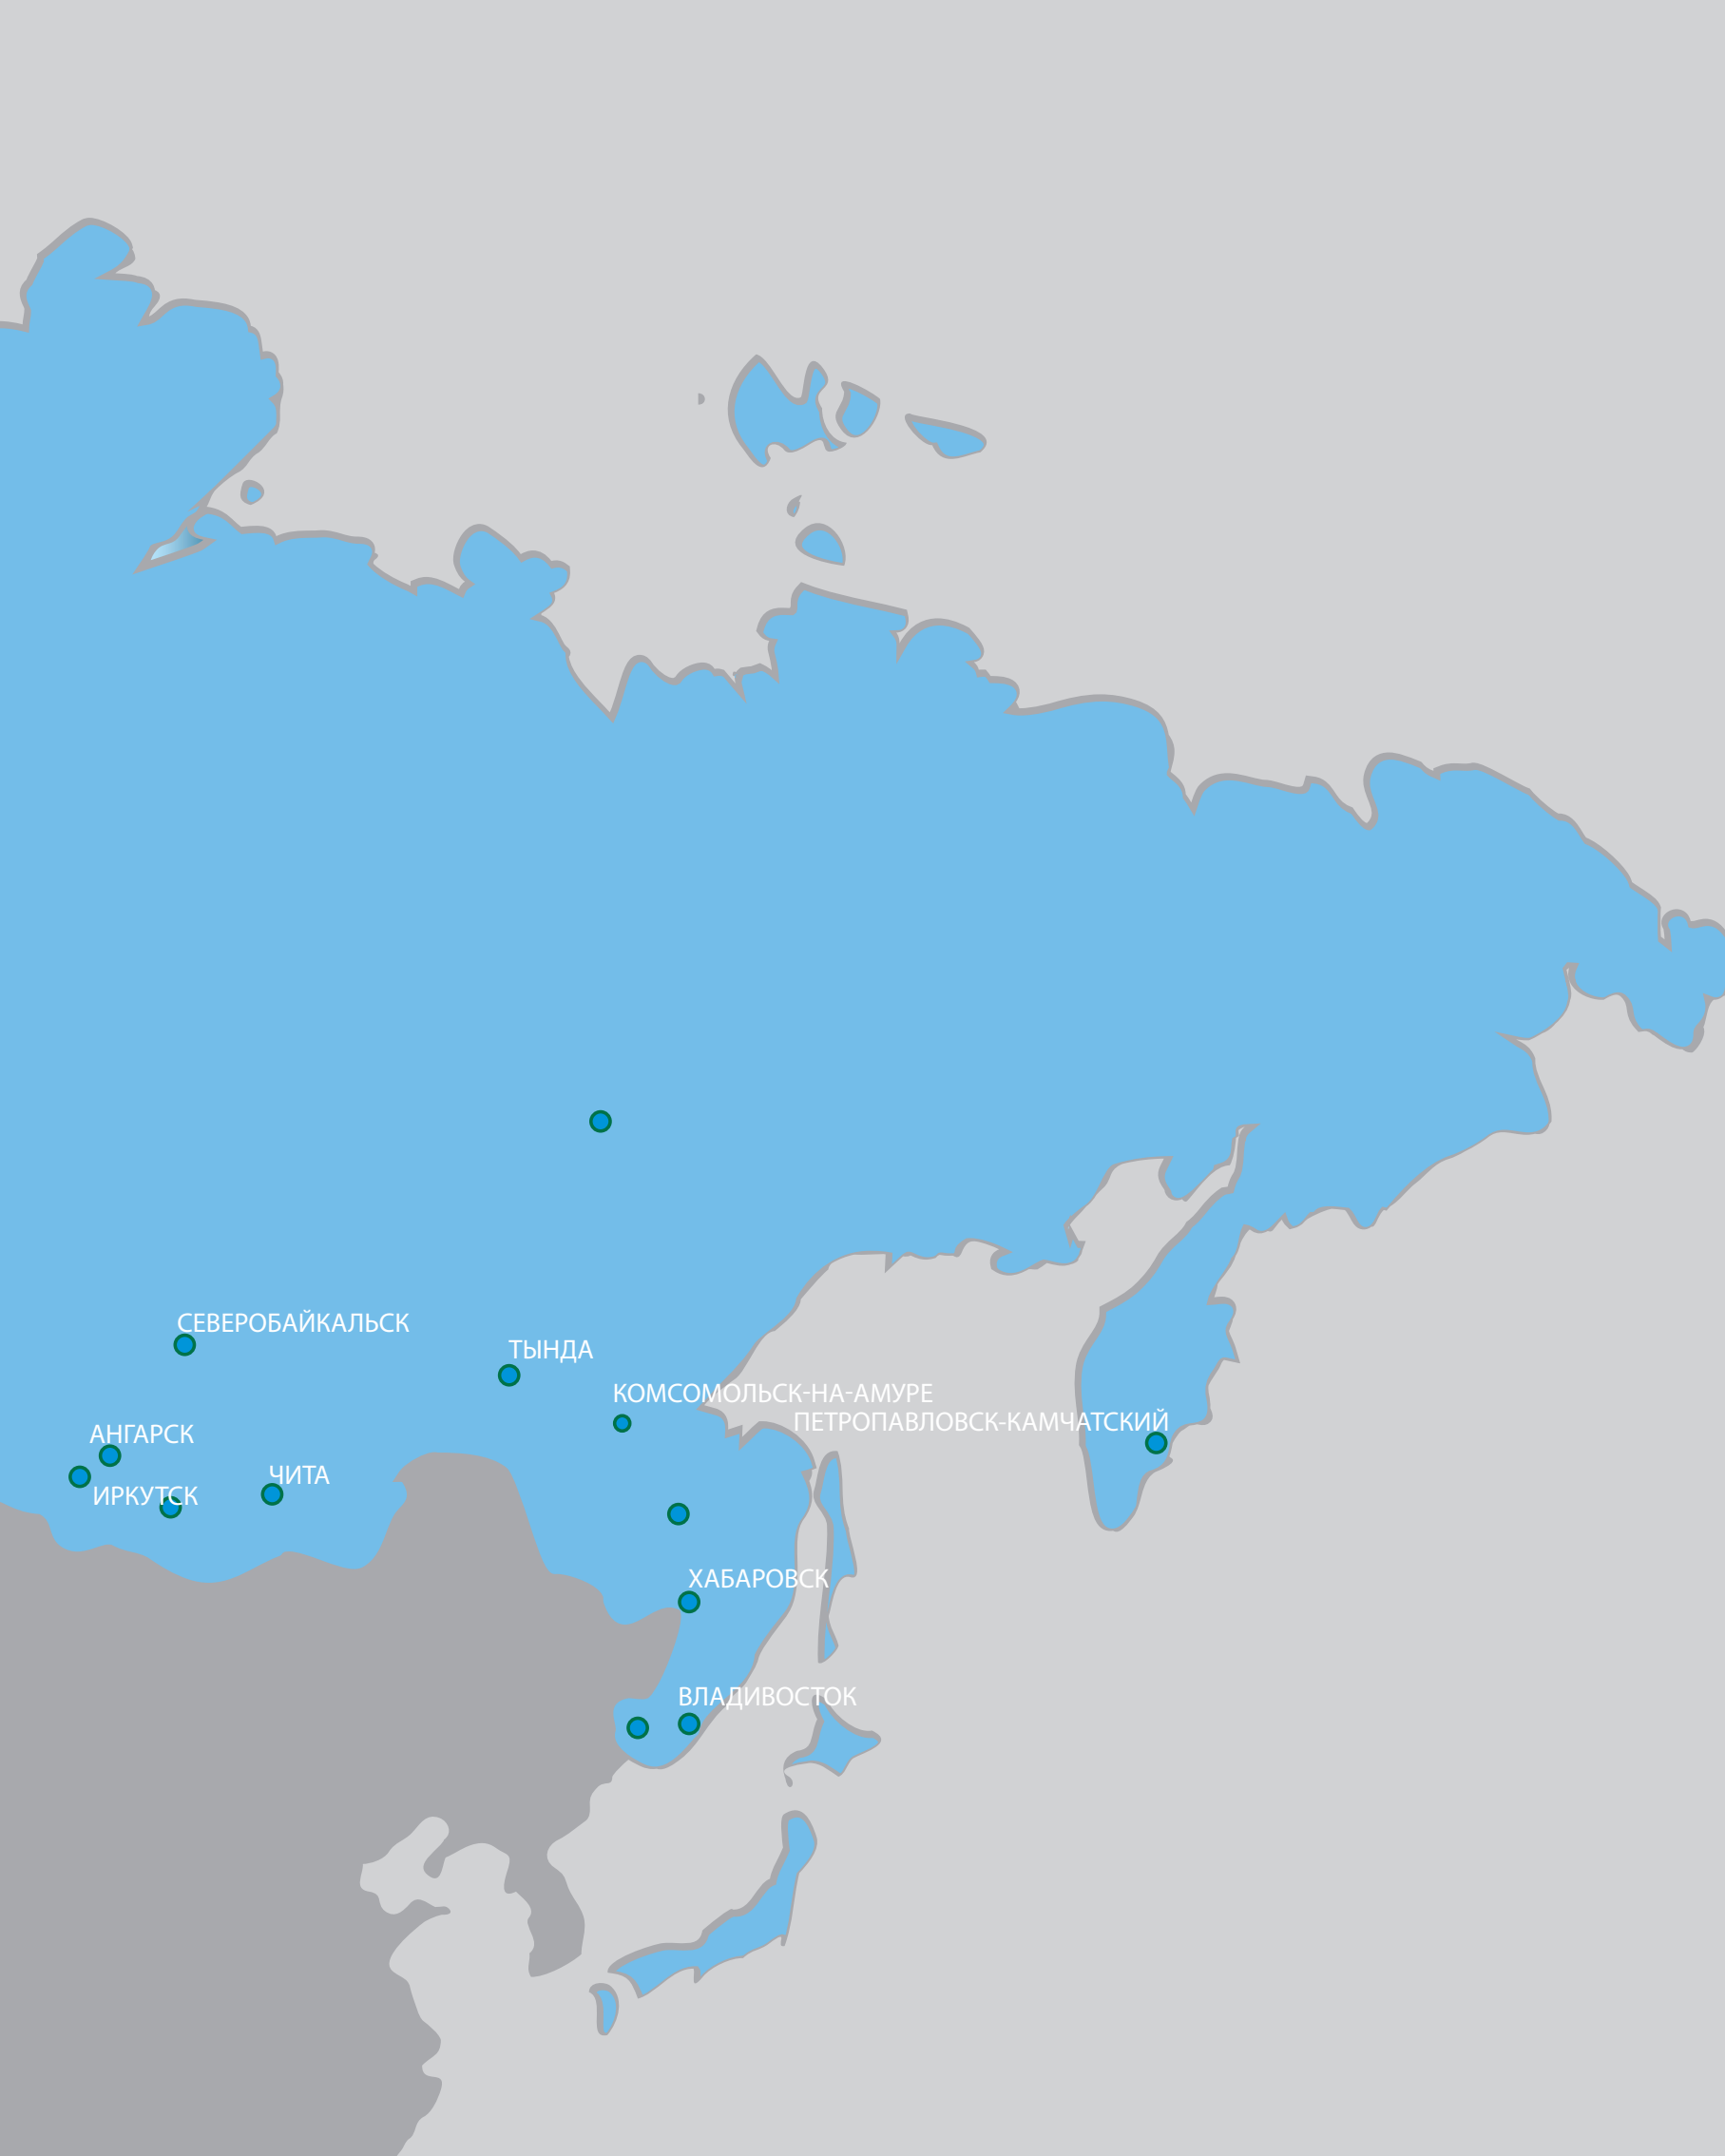 СЕВЕРОБАЙКАЛЬСК
ТЫНДА
КОМСОМОЛЬСК-НА-АМУРЕ
ПЕТРОПАВЛОВСК-КАМЧАТСКИЙ
АНГАРСК
ЧИТА
ИРКУТСК
ХАБАРОВСК
ВЛАДИВОСТОК